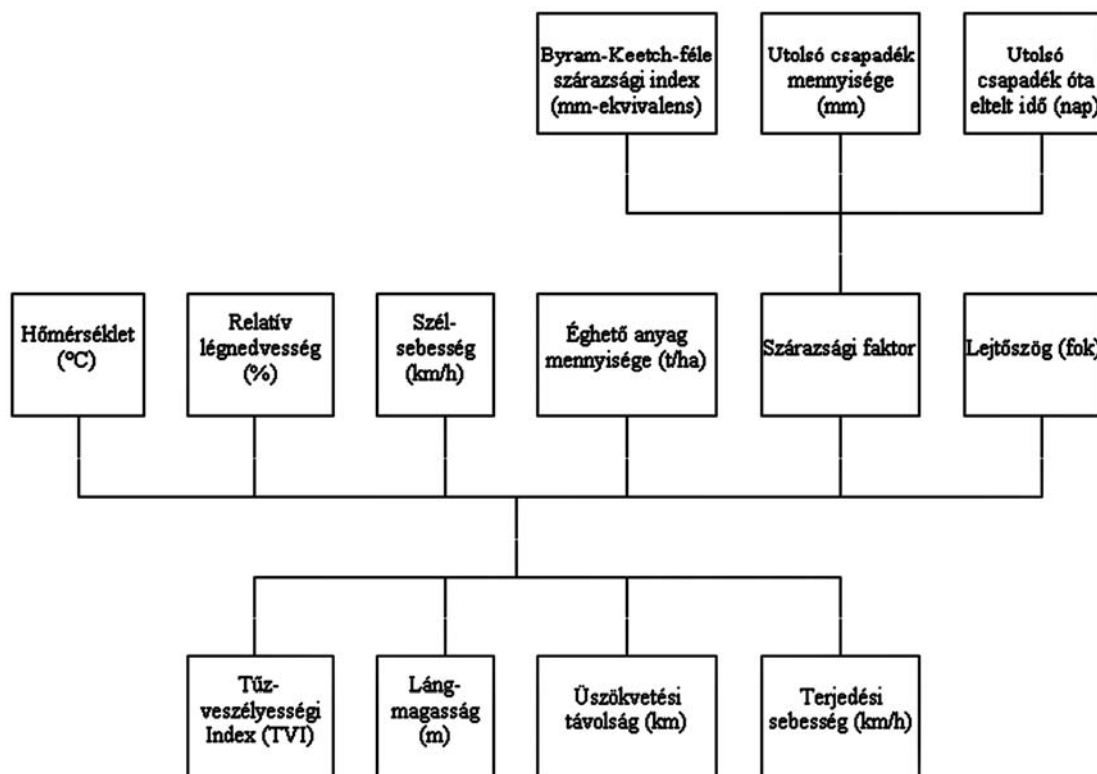 Byram-Keetch-féle
szárazsági index
(mm-ekvivalens)
Utolsó csapadék
mennyisége
(mm)
Utolsó
csapadék óta
eltelt idő (nap)
Hőmérséklet
(°C)
Relatív
légnedvesség
(%)
Szél-
sebesség
(km/h)
Éghető anyag
mennyisége (t/ha)
Szárazsági faktor
Lejtőszög (fok)
Tűz-
veszélyességi
Index (TVI)
Láng-
magasság
(m)
Üszökvetési
távolság (km)
Terjedési
sebesség (km/h)